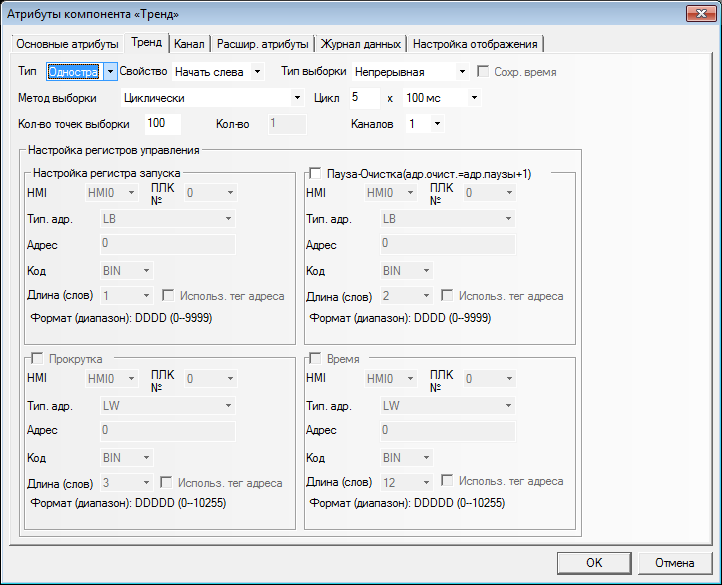 Атрибуты компонента «Тренд»
Основные атрибуты Тренд Канал Расшир. атрибуты Журнал данных Настройка отображения
Тип Одностра Свойство Начать слева Тип выборки Непрерывная Сохр. время
Метод выборки Циклически Цикл 5 x 100 мс
Кол-во точек выборки 100 Кол-во 1 Каналов 1
Настройка регистров управления
Настройка регистра запуска
HMI HMI0 ПЛК № 0
Тип. адр. LB
Адрес 0
Код BIN
Длина (слов) 1 Использ. тег адреса
Формат (диапазон): DDDD (0--9999)
Пауза-Очистка(адр.очист.=адр.паузы+1)
HMI HMI0 ПЛК № 0
Тип. адр. LB
Адрес 0
Код BIN
Длина (слов) 2 Использ. тег адреса
Формат (диапазон): DDDD (0--9999)
Прокрутка
HMI HMI0 ПЛК № 0
Тип. адр. LW
Адрес 0
Код BIN
Длина (слов) 3 Использ. тег адреса
Формат (диапазон): DDDDD (0--10255)
Время
HMI HMI0 ПЛК № 0
Тип. адр. LW
Адрес 0
Код BIN
Длина (слов) 12 Использ. тег адреса
Формат (диапазон): DDDDD (0--10255)
OK Отмена